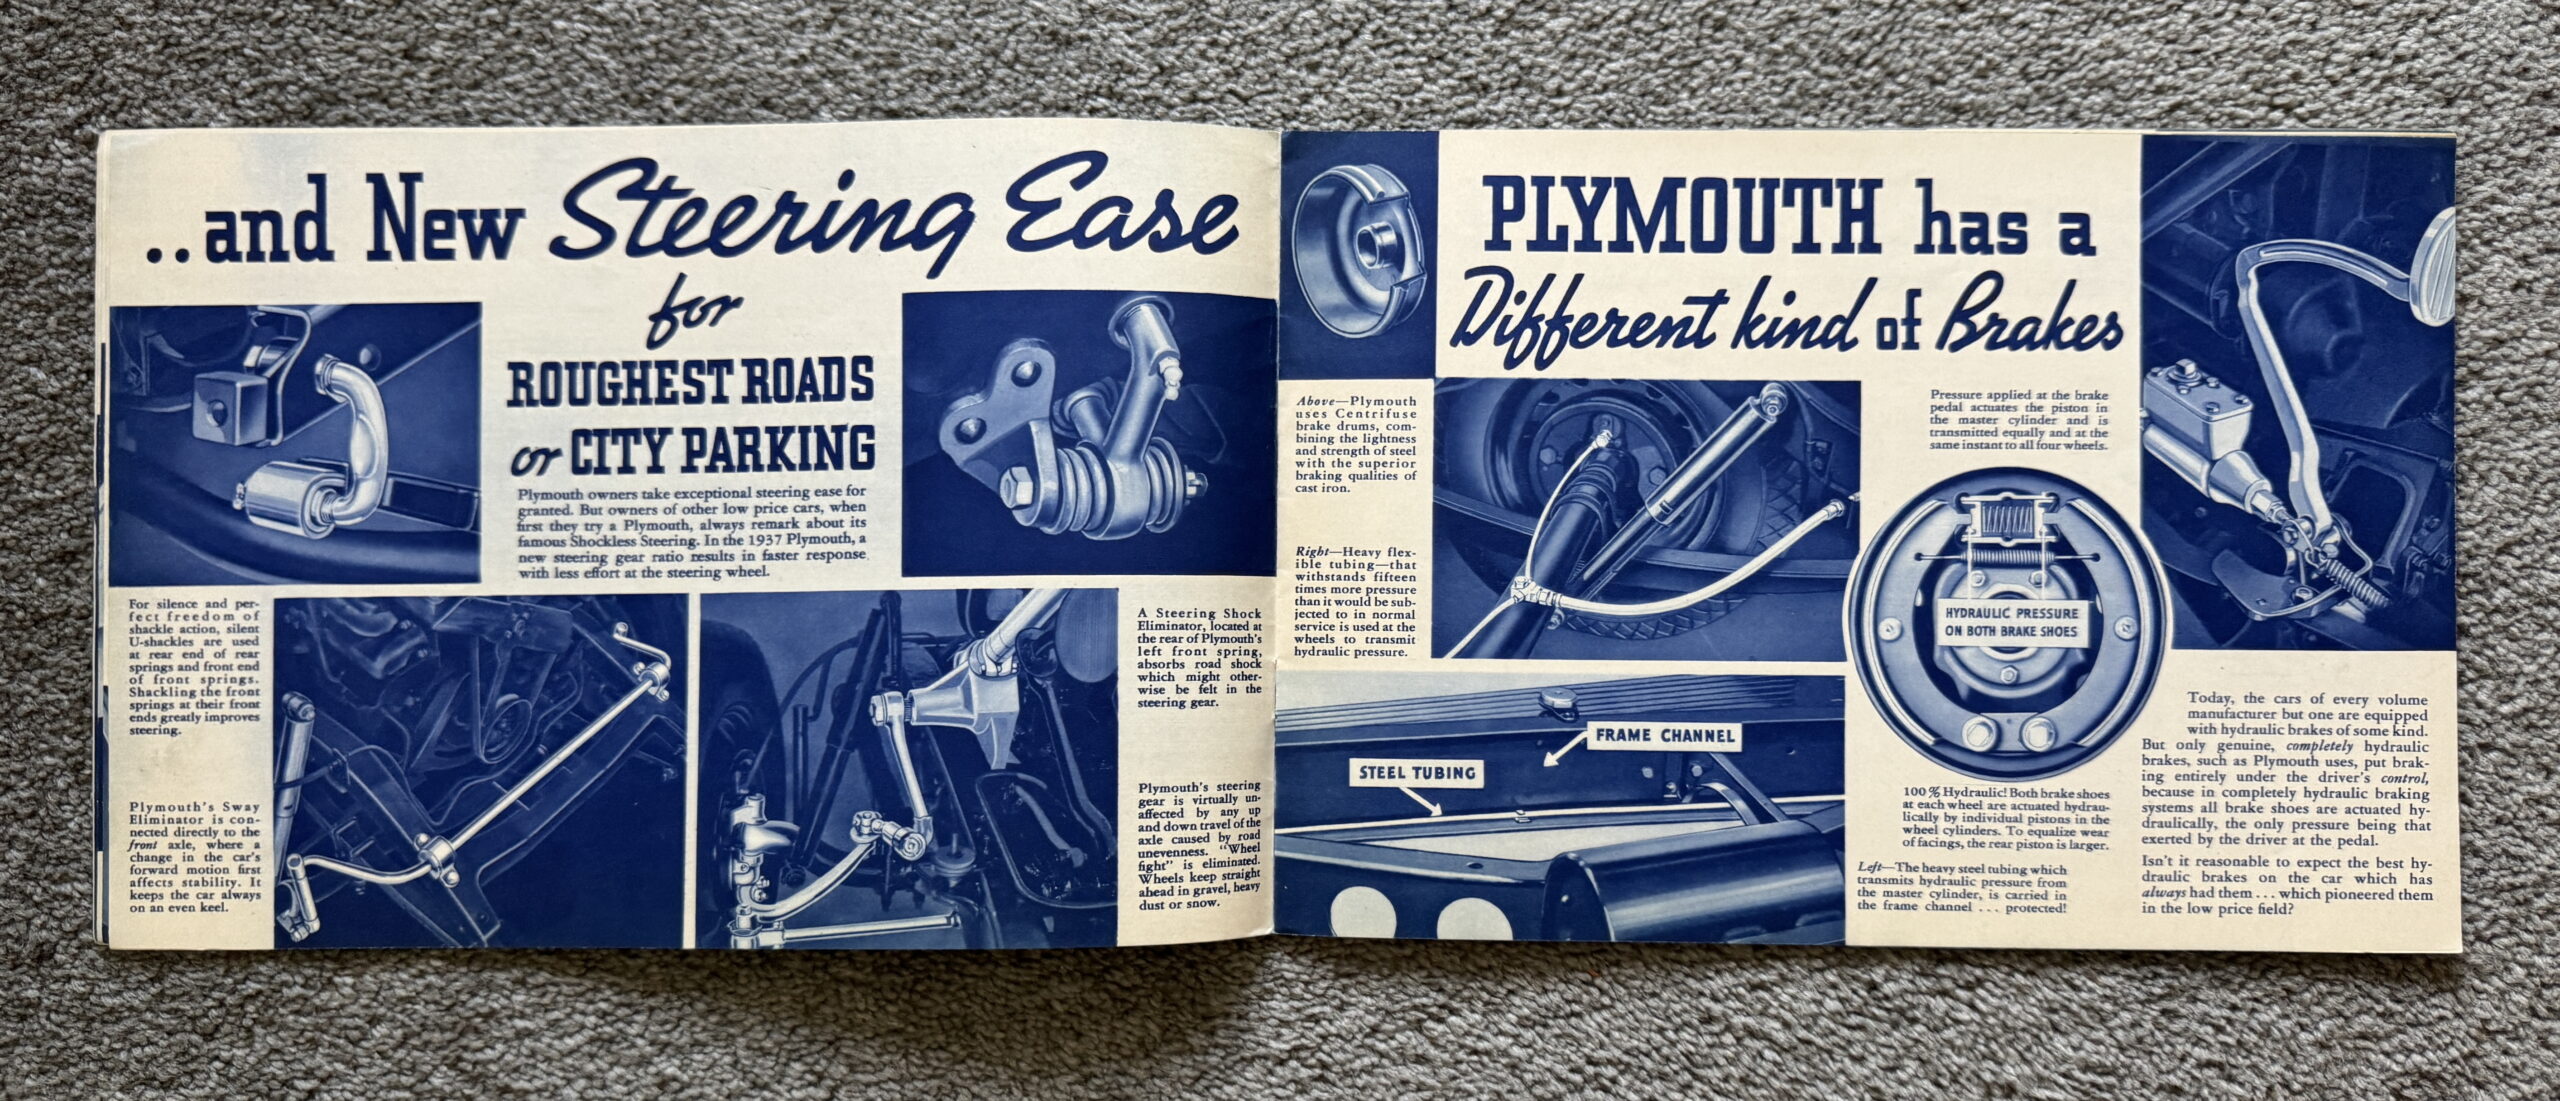 ..and New Steering Ease
for
ROUGHEST ROADS
or CITY PARKING
Plymouth owners take exceptional steering ease for
granted. But owners of other low price cars, when
first they try a Plymouth, always remark about its
famous Shockless Steering. In the 1937 Plymouth, a
new steering gear ratio results in faster response
with less effort at the steering wheel.
For silence and per-
fect freedom of
shackle action, silent
U-shackles are used
at rear end of rear
springs and front end
of front springs.
Shackling the front
springs at their front
ends greatly improves
steering.
Plymouth's Sway
Eliminator is con-
nected directly to the
front axle, where a
change in the car's
forward motion first
affects stability. It
keeps the car always
on an even keel.
A Steering Shock
Eliminator, located at
the rear of Plymouth's
left front spring,
absorbs road shock
which might other-
wise be felt in the
steering gear.
Plymouth's steering
gear is virtually un-
affected by any up
and down travel of the
axle caused by road
unevenness. "Wheel
fight" is eliminated.
Wheels keep straight
ahead in gravel, heavy
dust or snow.
PLYMOUTH has a
Different kind of Brakes
Above—Plymouth
uses Centrifuse
brake drums, com-
bining the lightness
and strength of steel
with the superior
braking qualities of
cast iron.
Right—Heavy flex-
ible tubing—that
withstands fifteen
times more pressure
than it would be sub-
jected to in normal
service is used at the
wheels to transmit
hydraulic pressure.
Pressure applied at the brake
pedal actuates the piston in
the master cylinder and is
transmitted equally and at the
same instant to all four wheels.
HYDRAULIC PRESSURE
ON BOTH BRAKE SHOES
FRAME CHANNEL
STEEL TUBING
100% Hydraulic! Both brake shoes
at each wheel are actuated hydrau-
lically by individual pistons in the
wheel cylinders. To equalize wear
of facings, the rear piston is larger.
Left—The heavy steel tubing which
transmits hydraulic pressure from
the master cylinder, is carried in
the frame channel . . . protected!
Today, the cars of every volume
manufacturer but one are equipped
with hydraulic brakes of some kind.
But only genuine, completely hydraulic
brakes, such as Plymouth uses, put brak-
ing entirely under the driver's control,
because in completely hydraulic braking
systems all brake shoes are actuated hy-
draulically, the only pressure being that
exerted by the driver at the pedal.
Isn't it reasonable to expect the best hy-
draulic brakes on the car which has
always had them . . . which pioneered them
in the low price field?